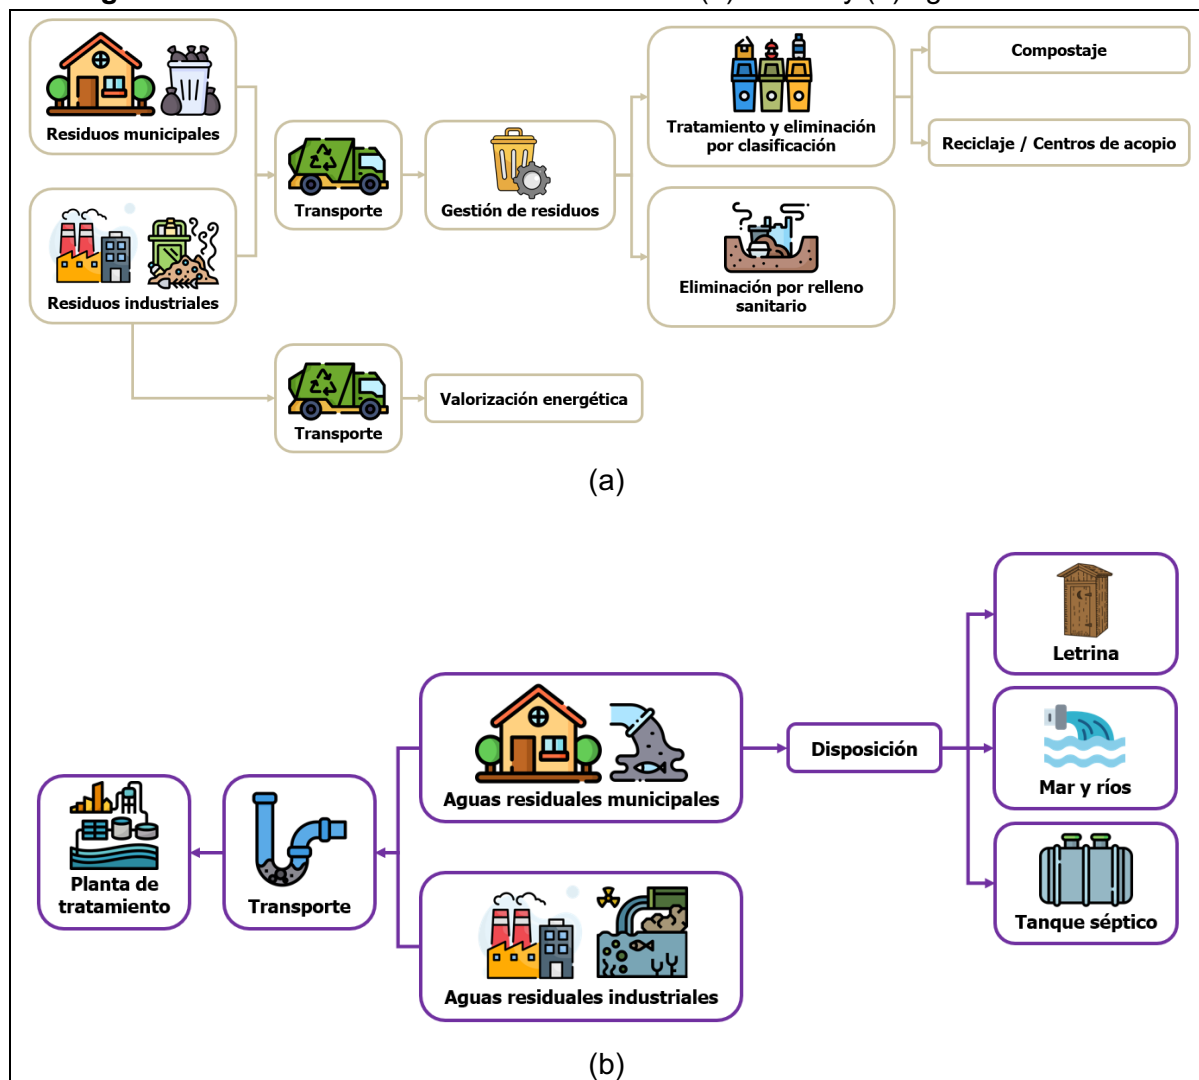 Residuos municipales
Residuos industriales
Transporte
Gestión de residuos
Tratamiento y eliminación
por clasificación
Eliminación por relleno
sanitario
Compostaje
Reciclaje / Centros de acopio
Transporte
Valorización energética
(a)
Planta de
tratamiento
Transporte
Aguas residuales municipales
Aguas residuales industriales
Disposición
Letrina
Mar y ríos
Tanque séptico
(b)